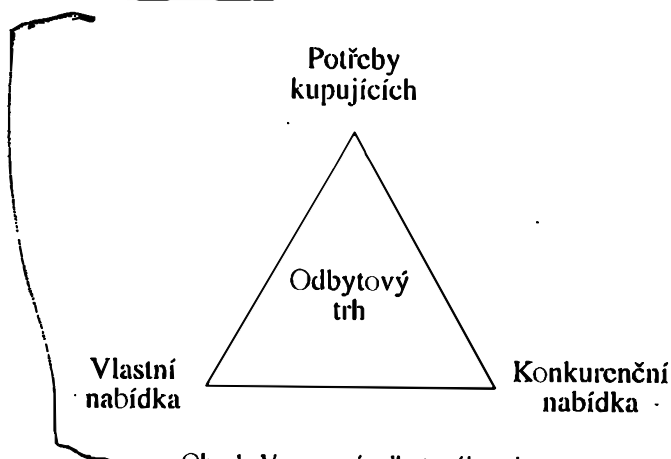 Potřeby
kupujících
Odbytový
trh
Vlastní
nabídka
Konkurenční
nabídka